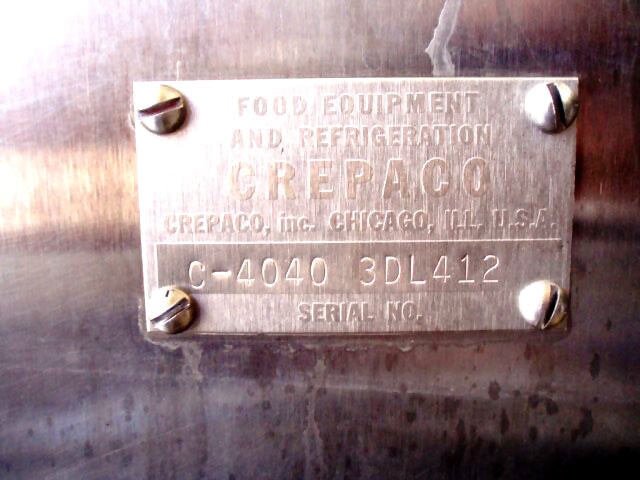 FOOD EQUIPMENT
AND REFRIGERATION
CREPACO
CREPACO, inc. CHICAGO, ILL. U.S.A.
C-4040 3DL412
SERIAL NO.